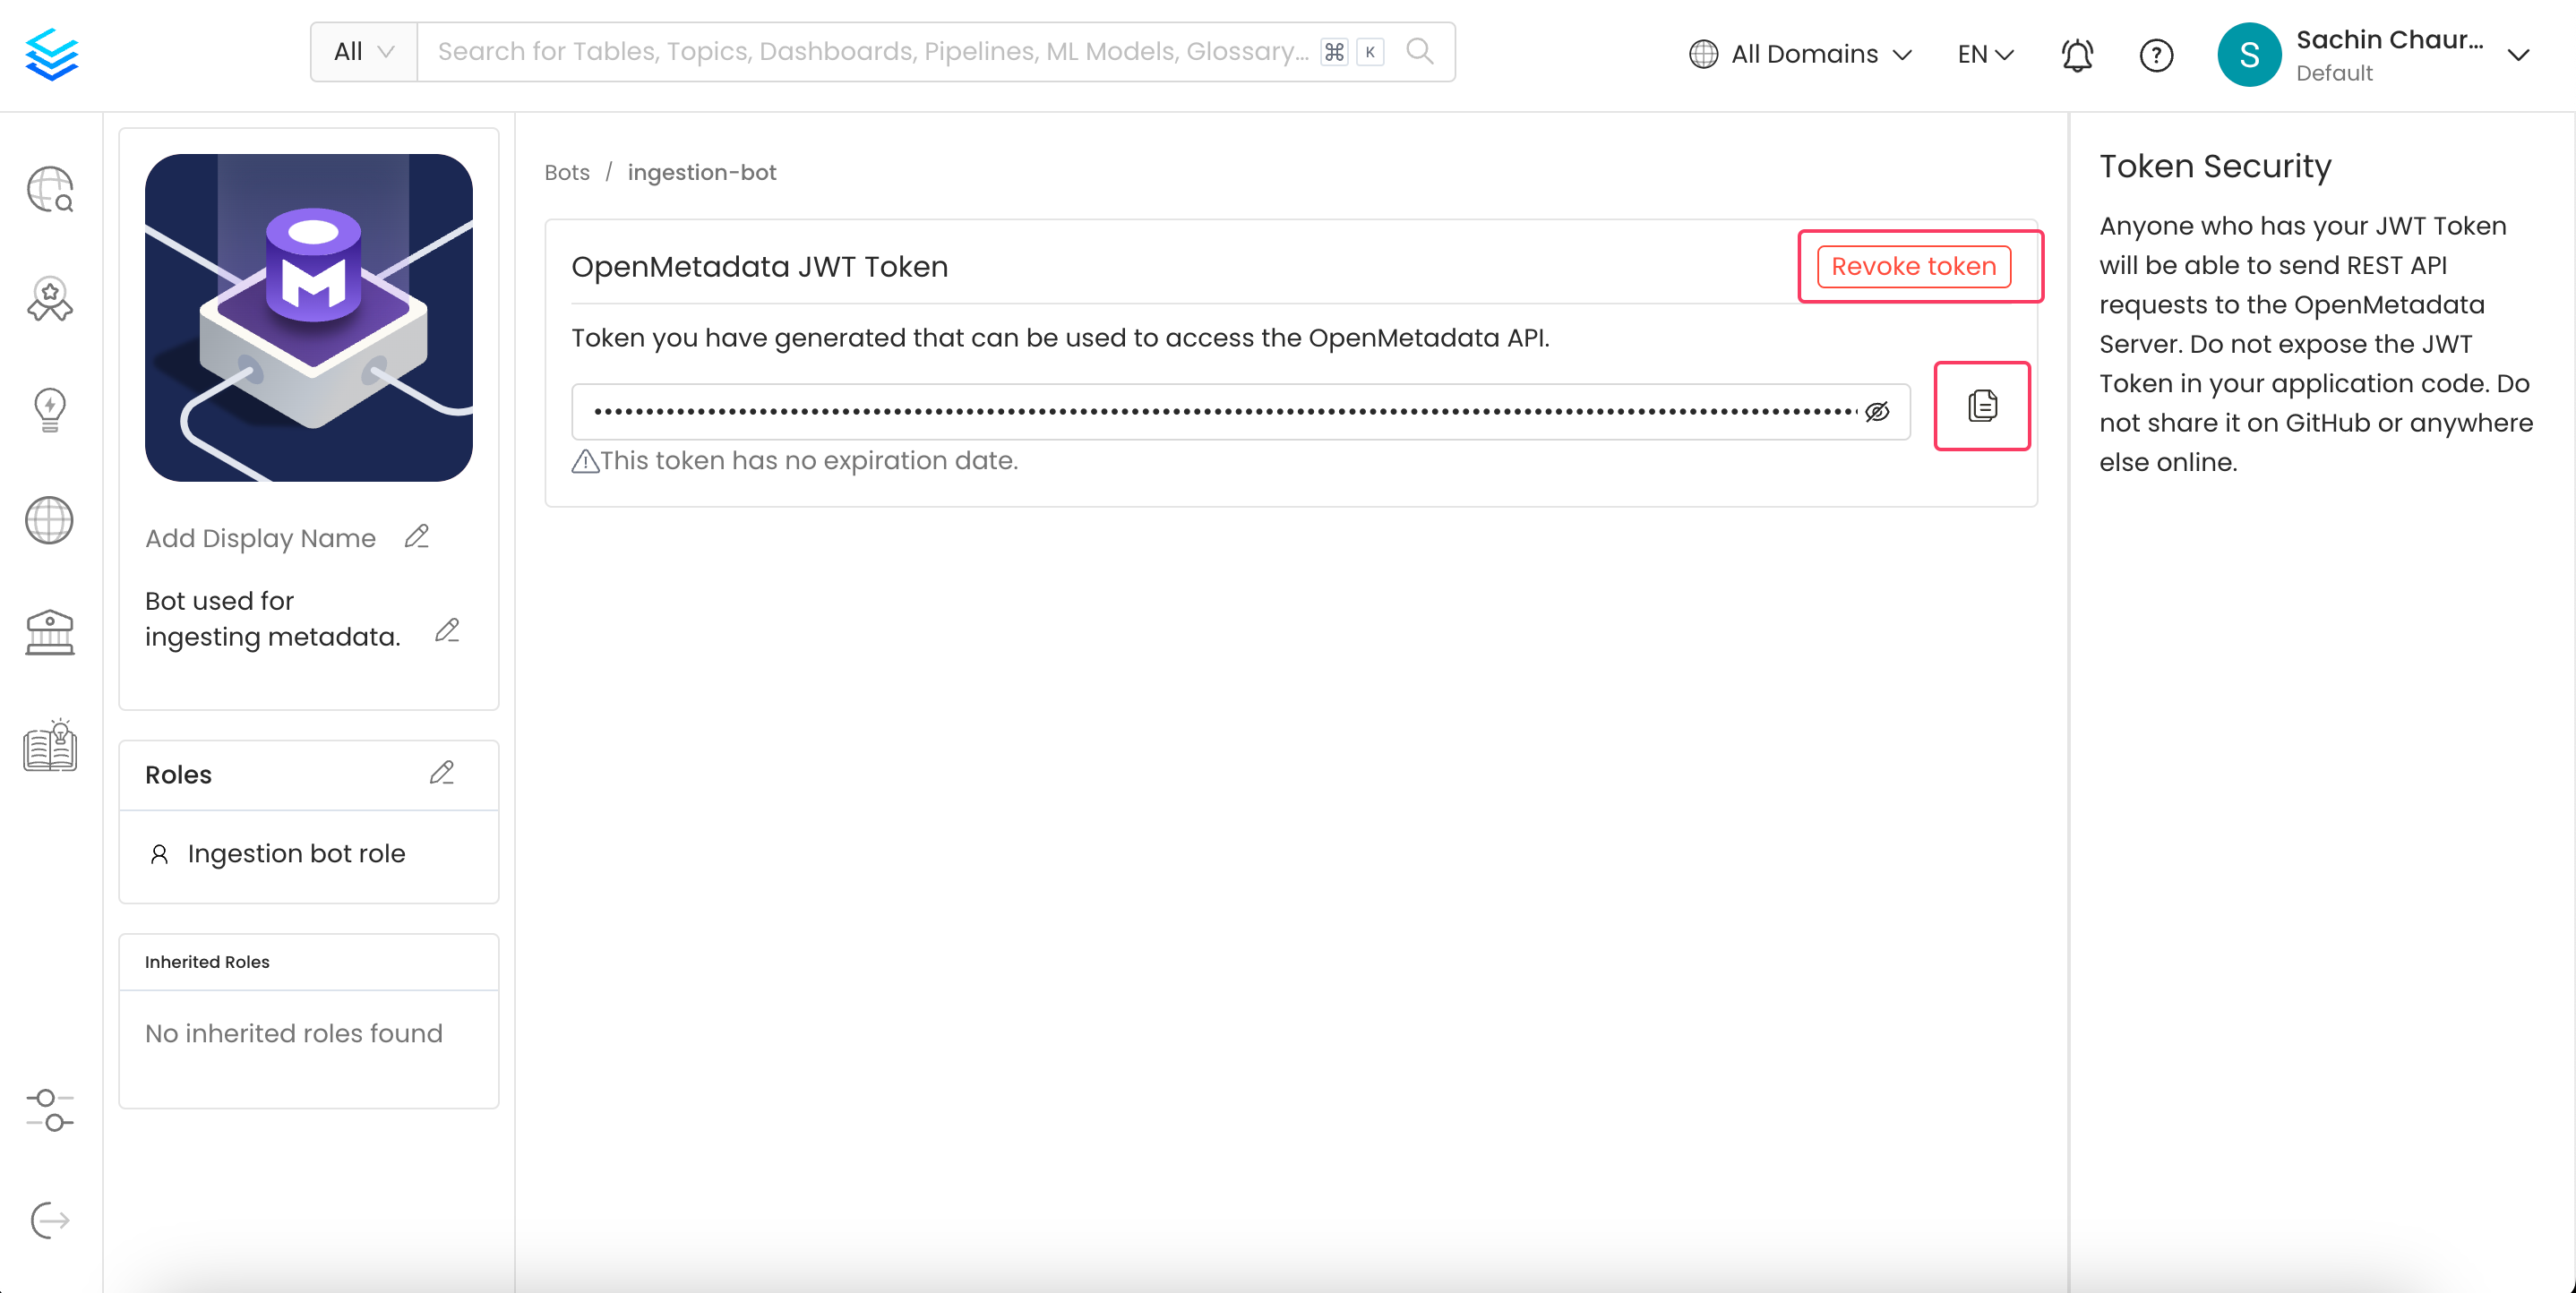 All
Search for Tables, Topics, Dashboards, Pipelines, ML Models, Glossary... ⌘ K
All Domains
EN
?
S
Sachin Chaur...
Default
M
Add Display Name
Bot used for
ingesting metadata.
Roles
Ingestion bot role
Inherited Roles
No inherited roles found
Bots / ingestion-bot
OpenMetadata JWT Token
Revoke token
Token you have generated that can be used to access the OpenMetadata API.
This token has no expiration date.
Token Security
Anyone who has your JWT Token
will be able to send REST API
requests to the OpenMetadata
Server. Do not expose the JWT
Token in your application code. Do
not share it on GitHub or anywhere
else online.